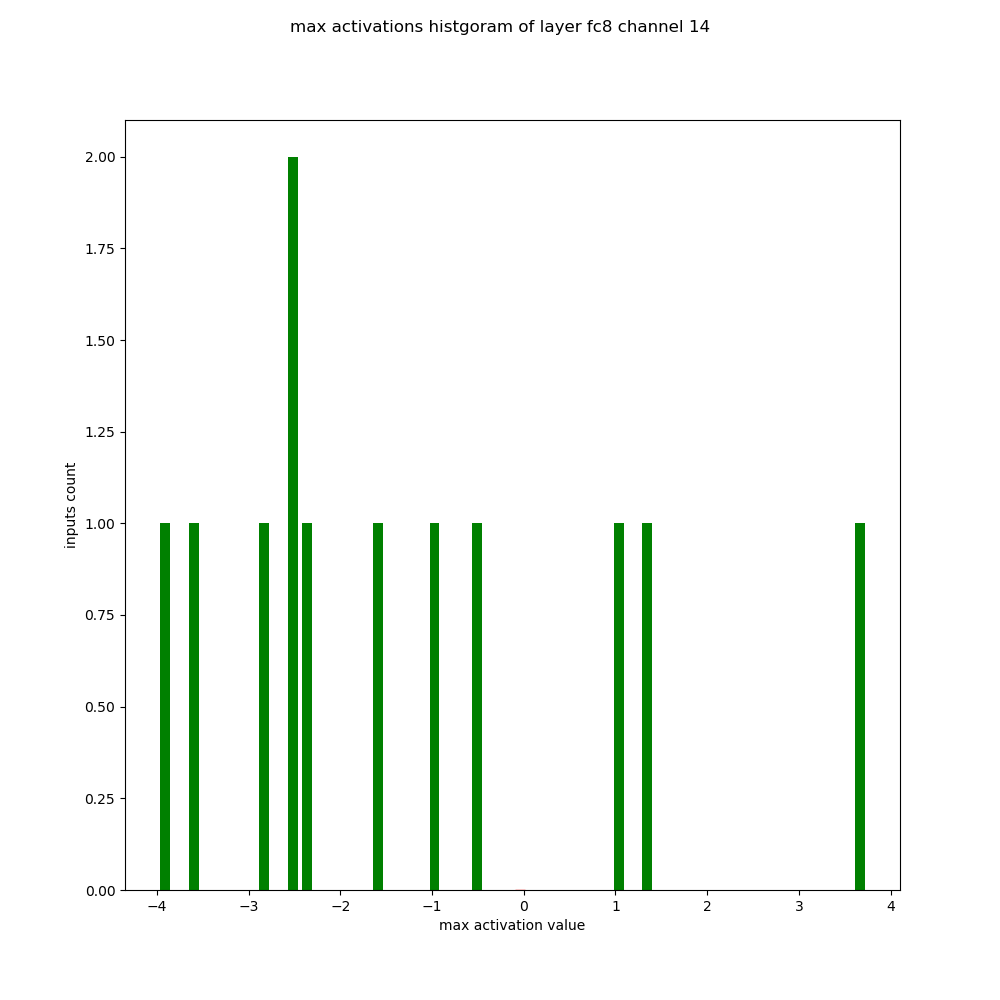 max activations histgoram of layer fc8 channel 14
2.00
1.75
1.50
1.25
1.00
0.75
0.50
0.25
0.00
inputs count
−4 −3 −2 −1 0 1 2 3 4
max activation value